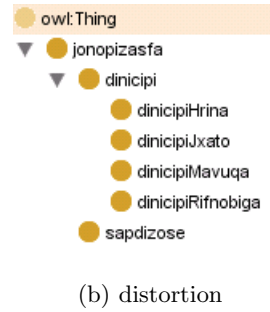 owl:Thing
jonopizasfa
dinicipi
dinicipiHrina
dinicipiJxato
dinicipiMavuqa
dinicipiRifnobiga
sapdizose
(b) distortion